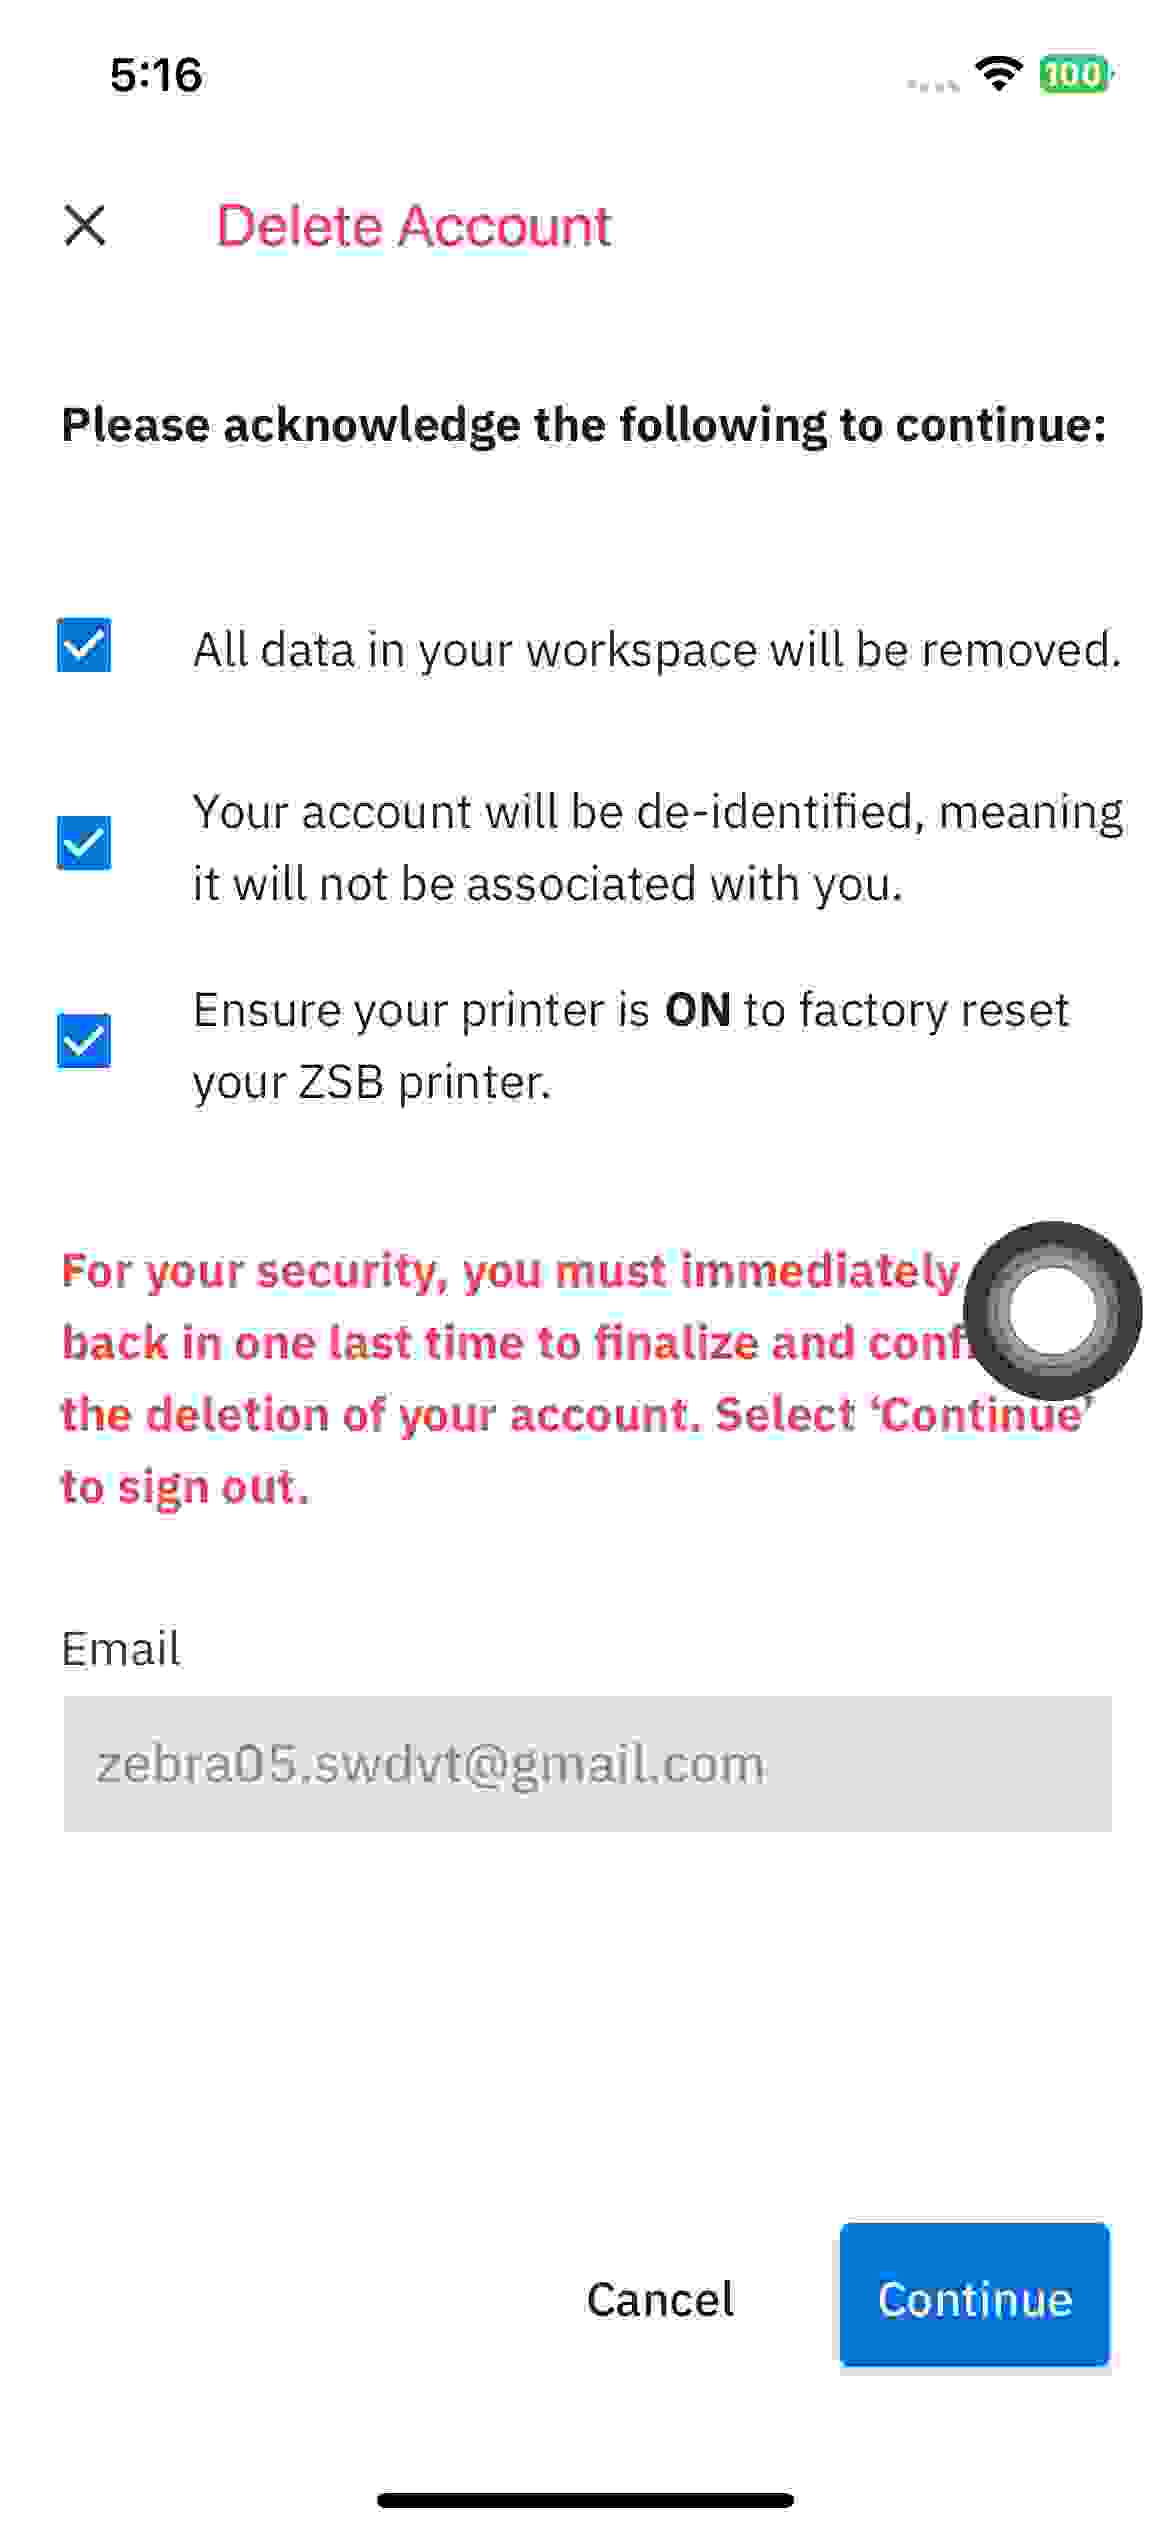 5:16
100
Delete Account
Please acknowledge the following to continue:
All data in your workspace will be removed.
Your account will be de-identified, meaning
it will not be associated with you.
Ensure your printer is ON to factory reset
your ZSB printer.
For your security, you must immediately
back in one last time to finalize and
the deletion of your account. Select ‘Continue’
to sign out.
Email
zebra05.swdvt@gmail.com
Cancel
Continue